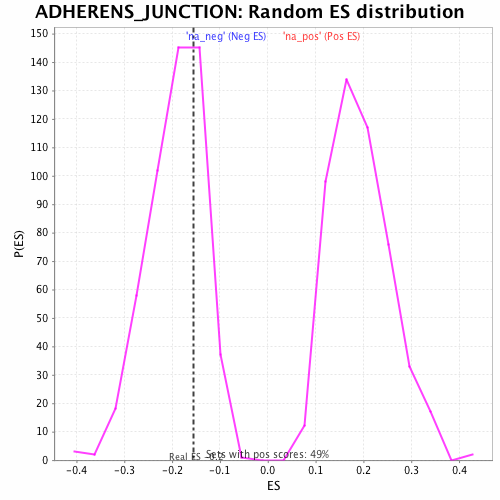 ADHERENS_JUNCTION: Random ES distribution
'na_neg' (Neg ES) 'na_pos' (Pos ES)
P(ES)
150
140
130
120
110
100
90
80
70
60
50
40
30
20
10
0
Real ES
Sets with pos scores: 49%
-0.4 -0.3 -0.2 -0.1 0.0 0.1 0.2 0.3 0.4
ES